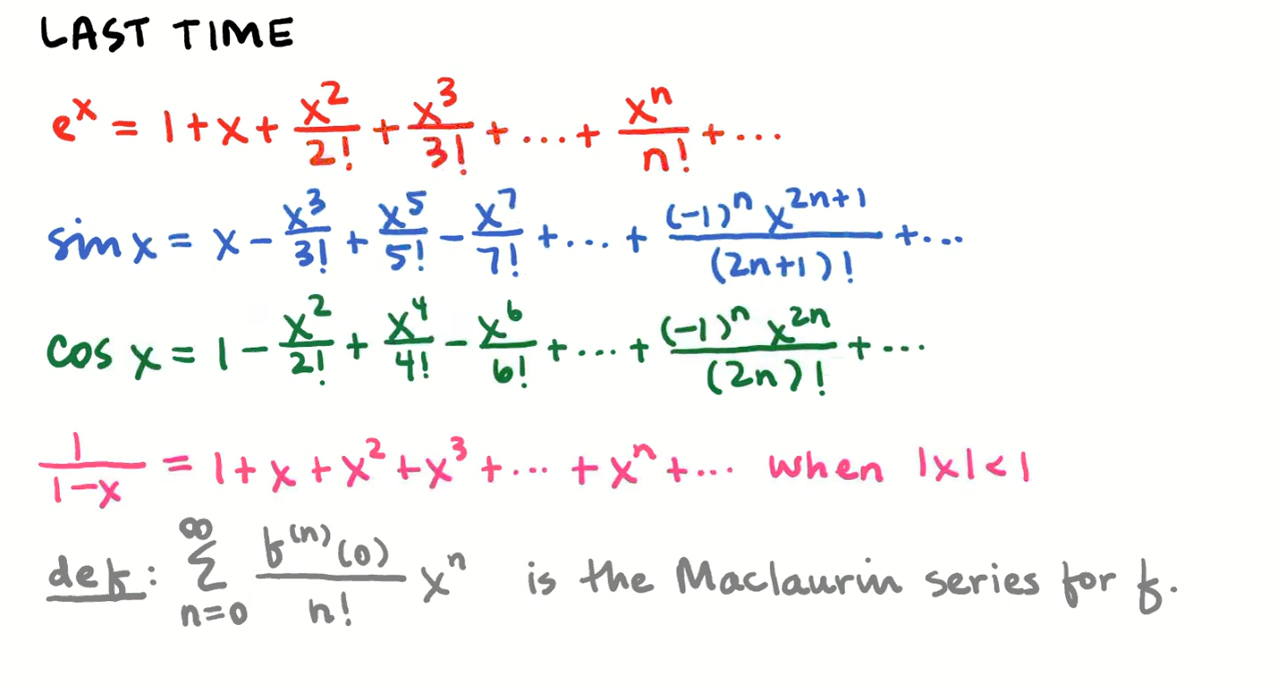 LAST TIME
e^x = 1 + x + x^2/2! + x^3/3! + ... + x^n/n! + ...
sin x = x - x^3/3! + x^5/5! - x^7/7! + ... + (-1)^n x^(2n+1)/(2n+1)! + ...
cos x = 1 - x^2/2! + x^4/4! - x^6/6! + ... + (-1)^n x^(2n)/(2n)! + ...
1/(1-x) = 1 + x + x^2 + x^3 + ... + x^n + ... when |x| < 1
def: ∑_(n=0)^∞ f^(n)(0)/n! x^n is the Maclaurin series for f.